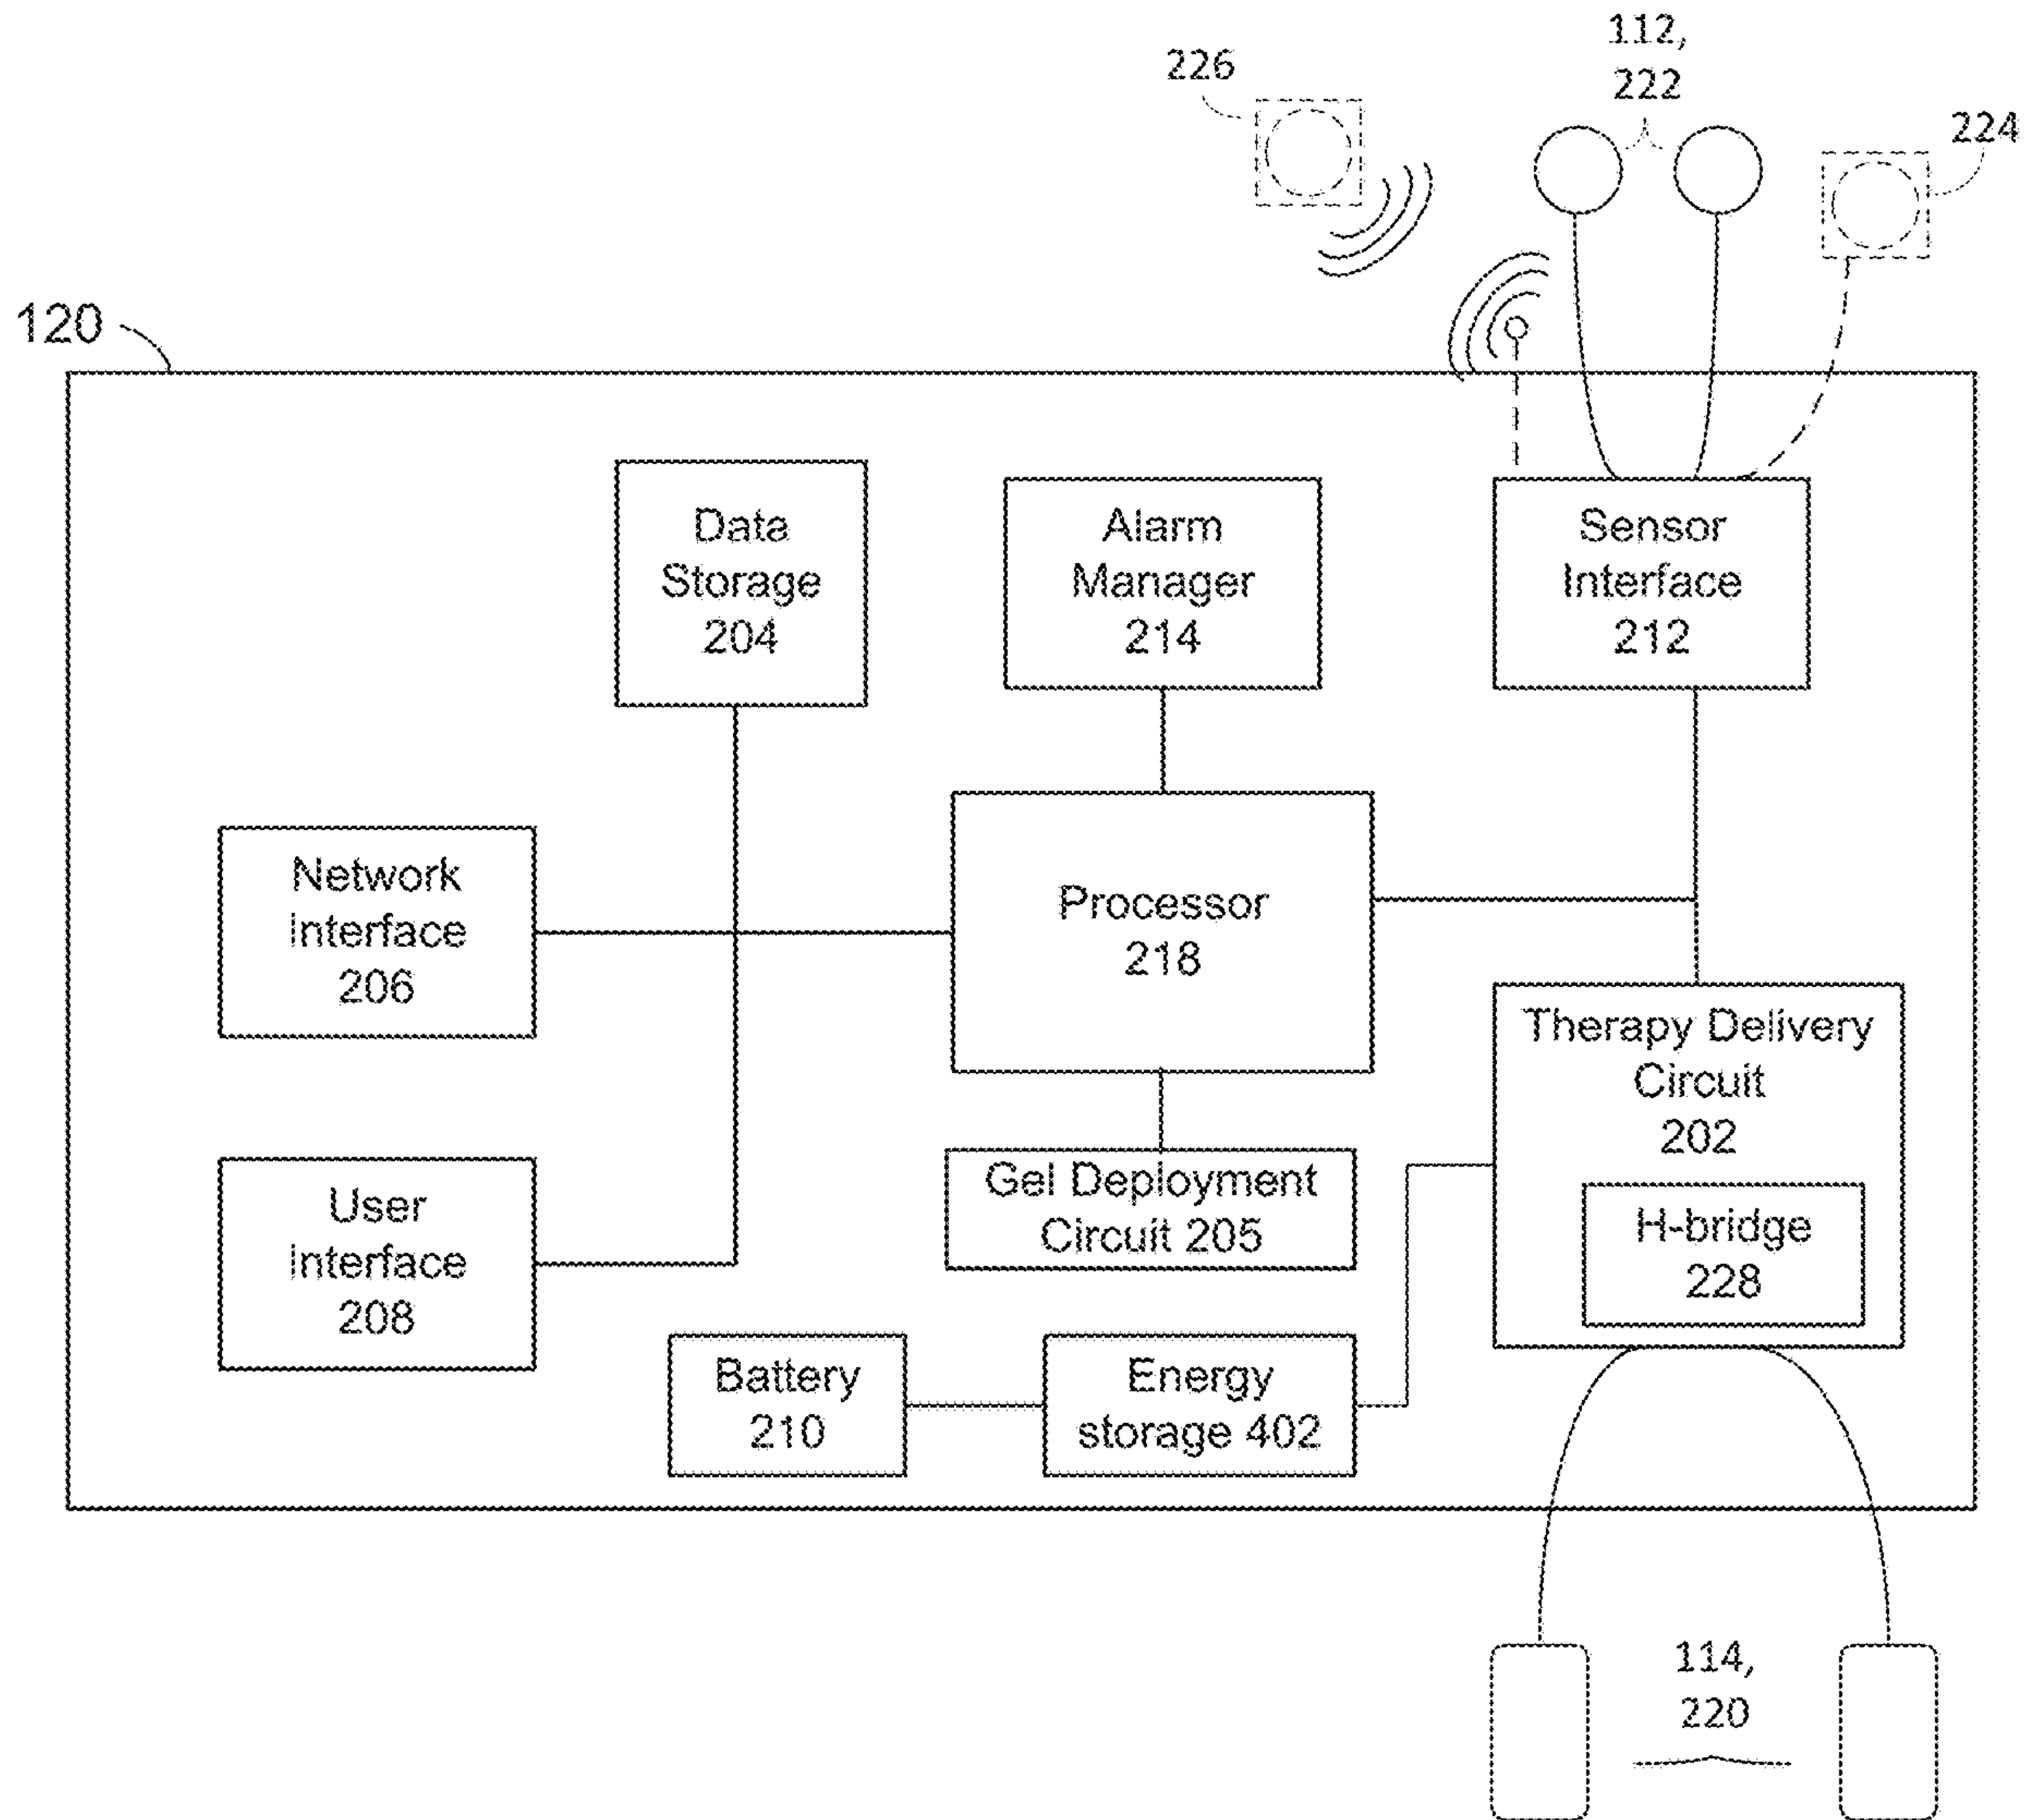 112,
222
226
224
120
Data
Storage
204
Alarm
Manager
214
Sensor
Interface
212
Network
Interface
206
Processor
218
Therapy Delivery
Circuit
202
H-bridge
228
Gel Deployment
Circuit 205
User
Interface
208
Battery
210
Energy
storage 402
114,
220